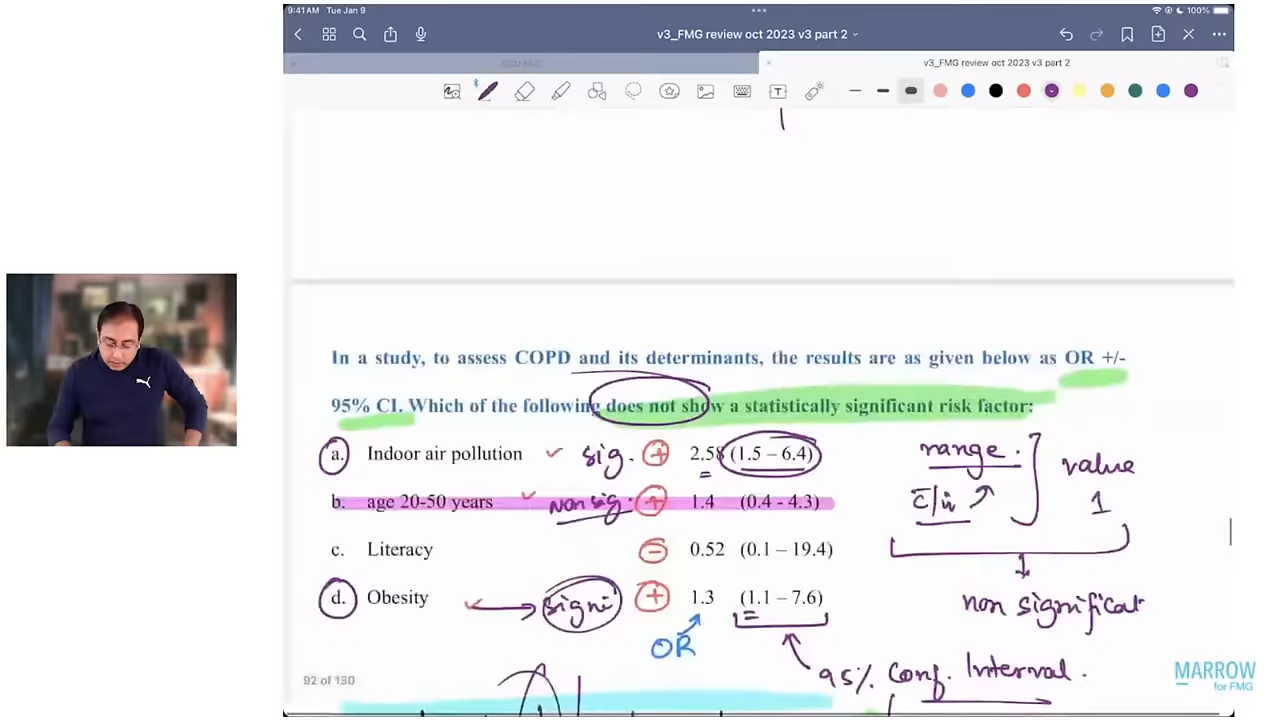 9:41 AM Tue Jan 9
100%
v3_FMG review oct 2023 v3 part 2
v3_FMG review oct 2023 v3 part 2
T
In a study, to assess COPD and its determinants, the results are as given below as OR +/-
95% CI. Which of the following does not show a statistically significant risk factor:
a. Indoor air pollution sig. + 2.58 (1.5 – 6.4)
b. age 20-50 years Non sig. + 1.4 (0.4 - 4.3)
c. Literacy – 0.52 (0.1 – 19.4)
d. Obesity signi + 1.3 (1.1 – 7.6)
range.
value
1
non significat
OR
95% Conf. Interval.
92 of 130
MARROW
for FMG